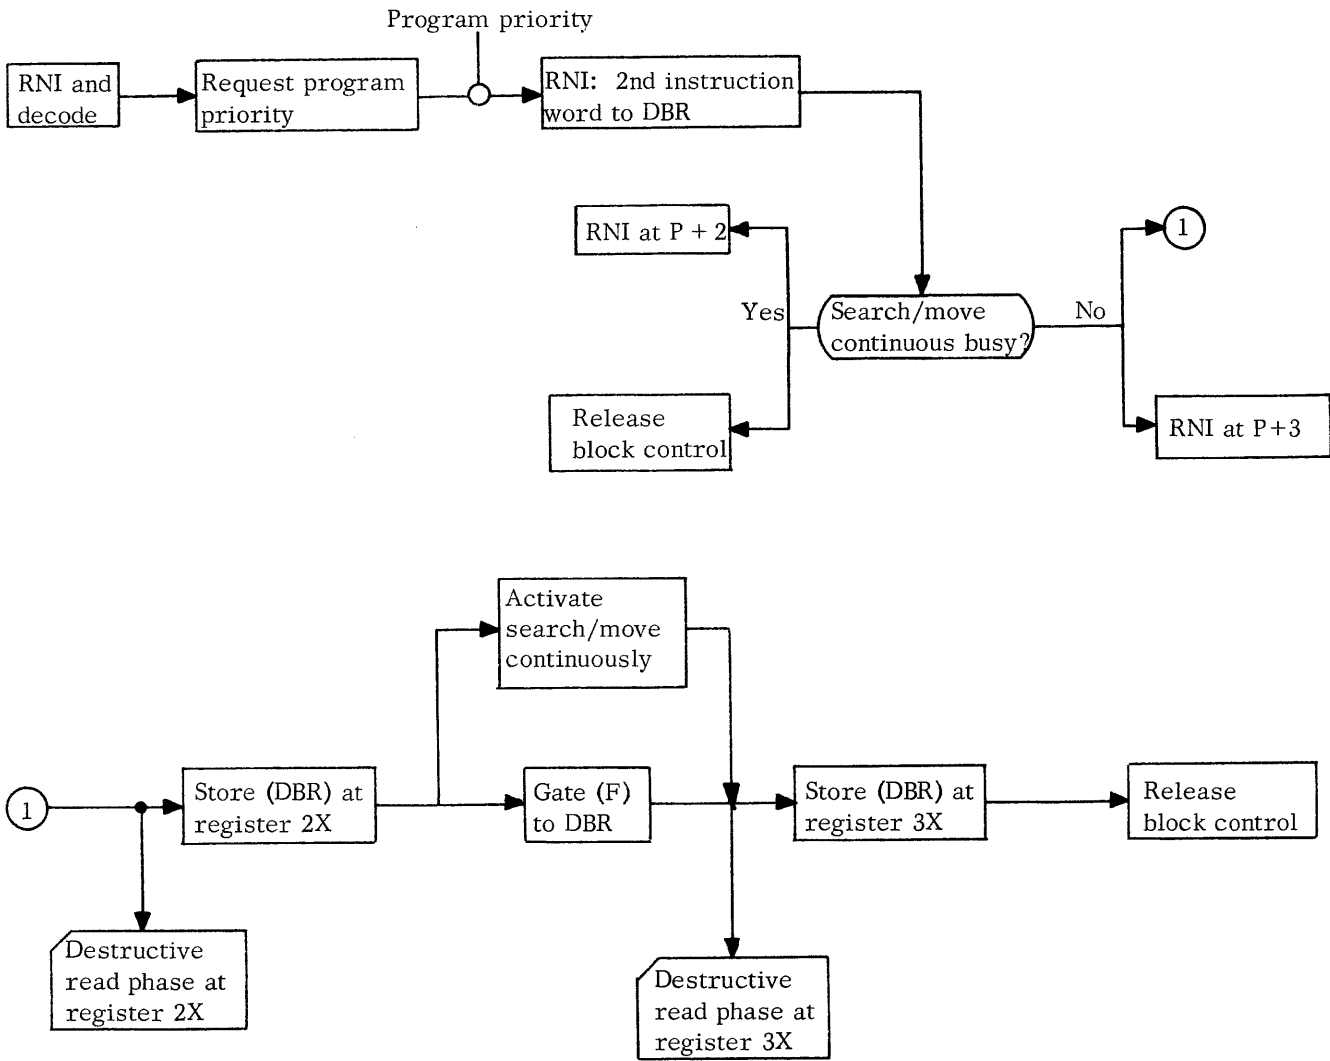 Program priority
RNI and
decode
Request program
priority
RNI: 2nd instruction
word to DBR
RNI at P + 2
1
Yes
Search/move
continuous busy?
No
Release
block control
RNI at P+3
Activate
search/move
continuously
1
Store (DBR) at
register 2X
Gate (F)
to DBR
Store (DBR) at
register 3X
Release
block control
Destructive
read phase at
register 2X
Destructive
read phase at
register 3X